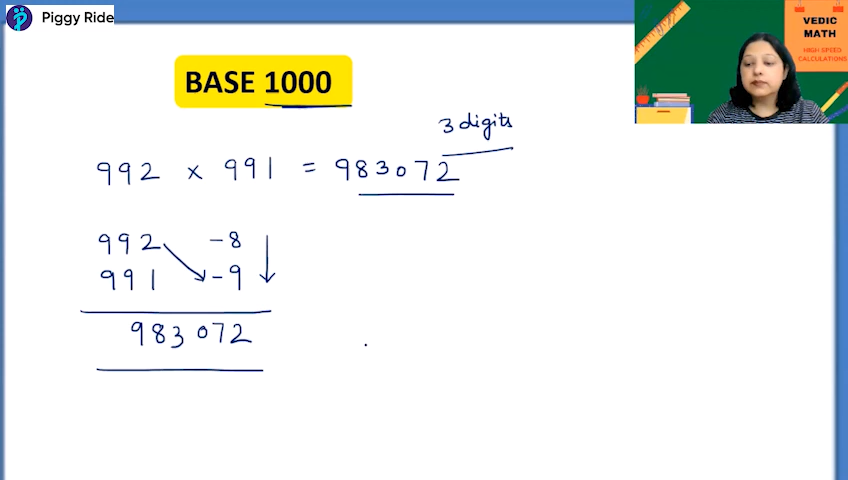 Piggy Ride
VEDIC
MATH
HIGH SPEED
CALCULATIONS
BASE 1000
3 digits
992 x 991 = 983072
992 -8
991 -9
983072